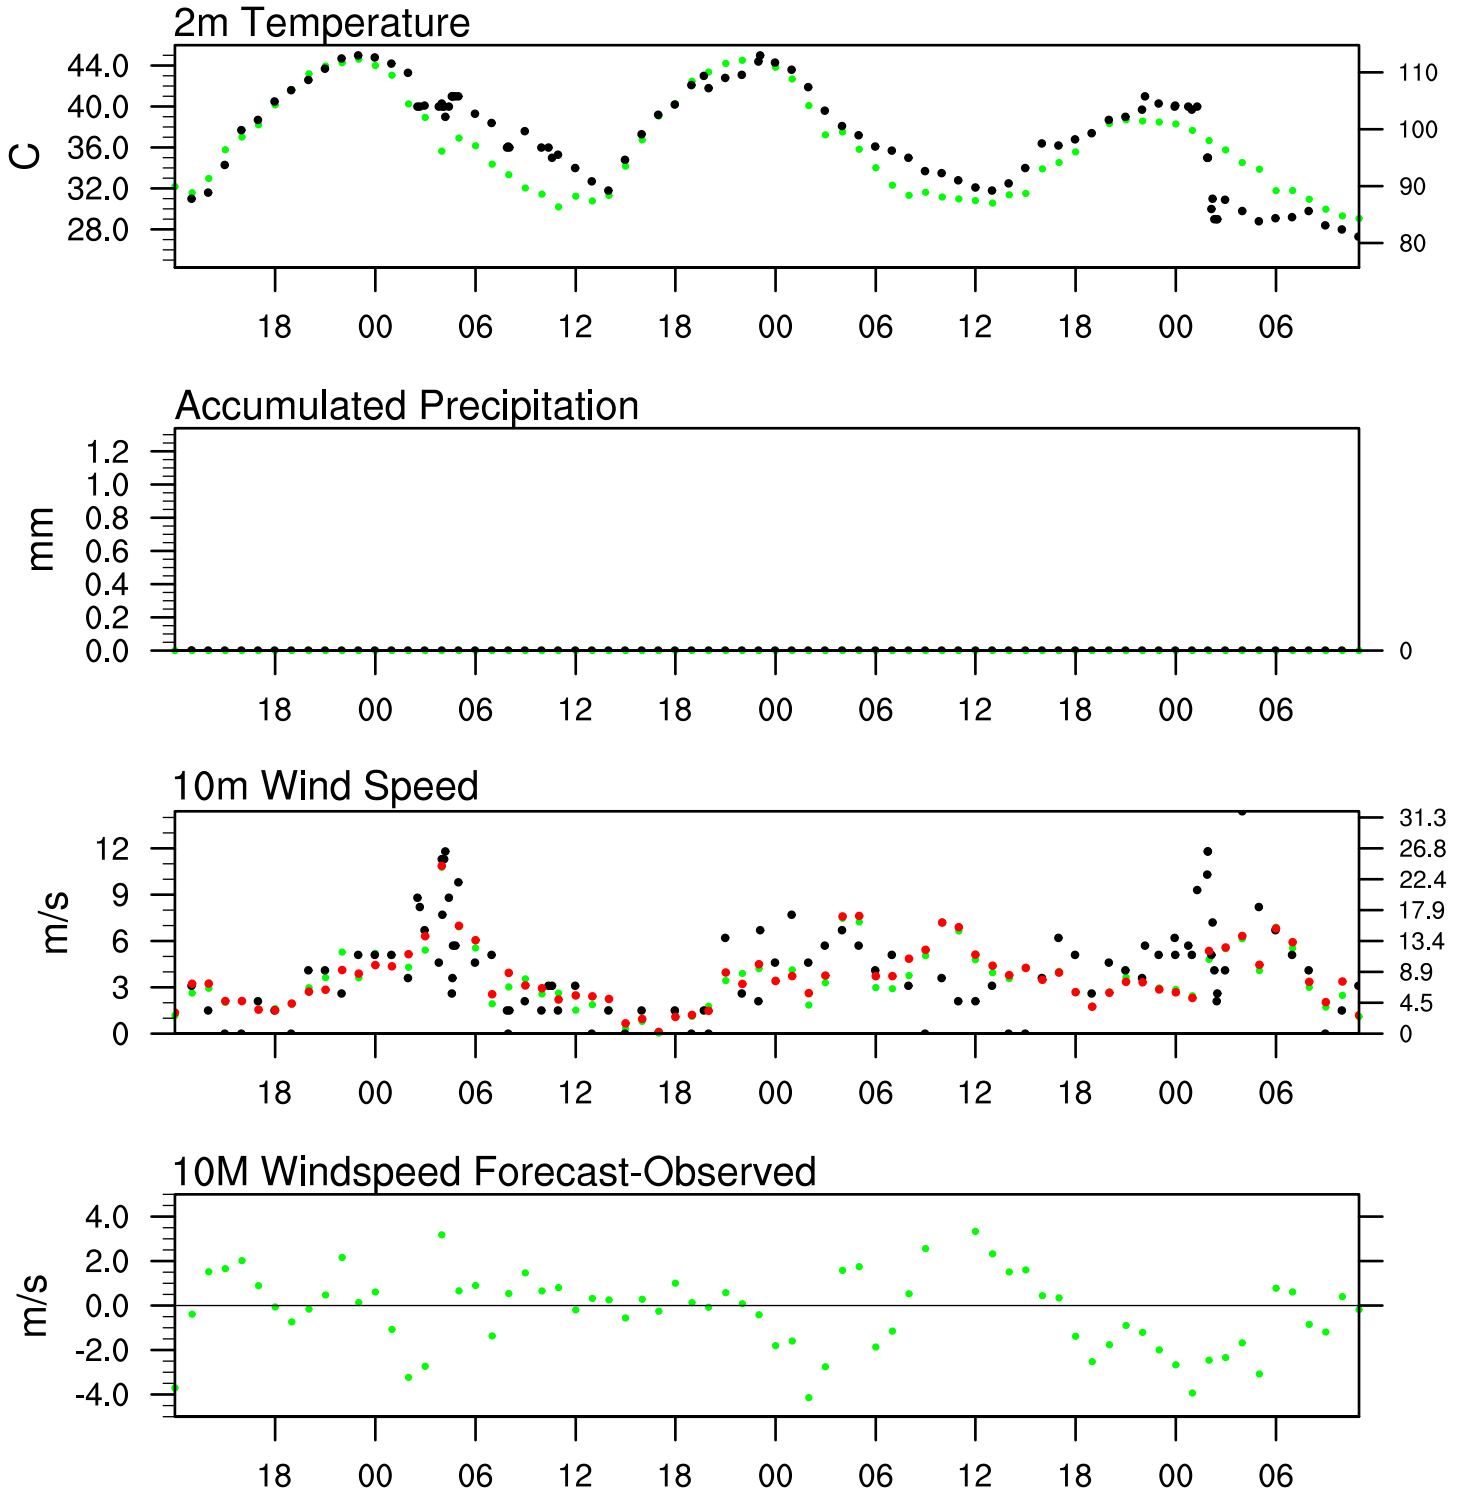 2m Temperature
44.0
40.0
36.0
32.0
28.0
C
110
100
90
80
18 00 06 12 18 00 06 12 18 00 06
Accumulated Precipitation
1.2
1.0
0.8
0.6
0.4
0.2
0.0
mm
0
18 00 06 12 18 00 06 12 18 00 06
10m Wind Speed
12
9
6
3
0
m/s
31.3
26.8
22.4
17.9
13.4
8.9
4.5
0
18 00 06 12 18 00 06 12 18 00 06
10M Windspeed Forecast-Observed
4.0
2.0
0.0
-2.0
-4.0
m/s
18 00 06 12 18 00 06 12 18 00 06